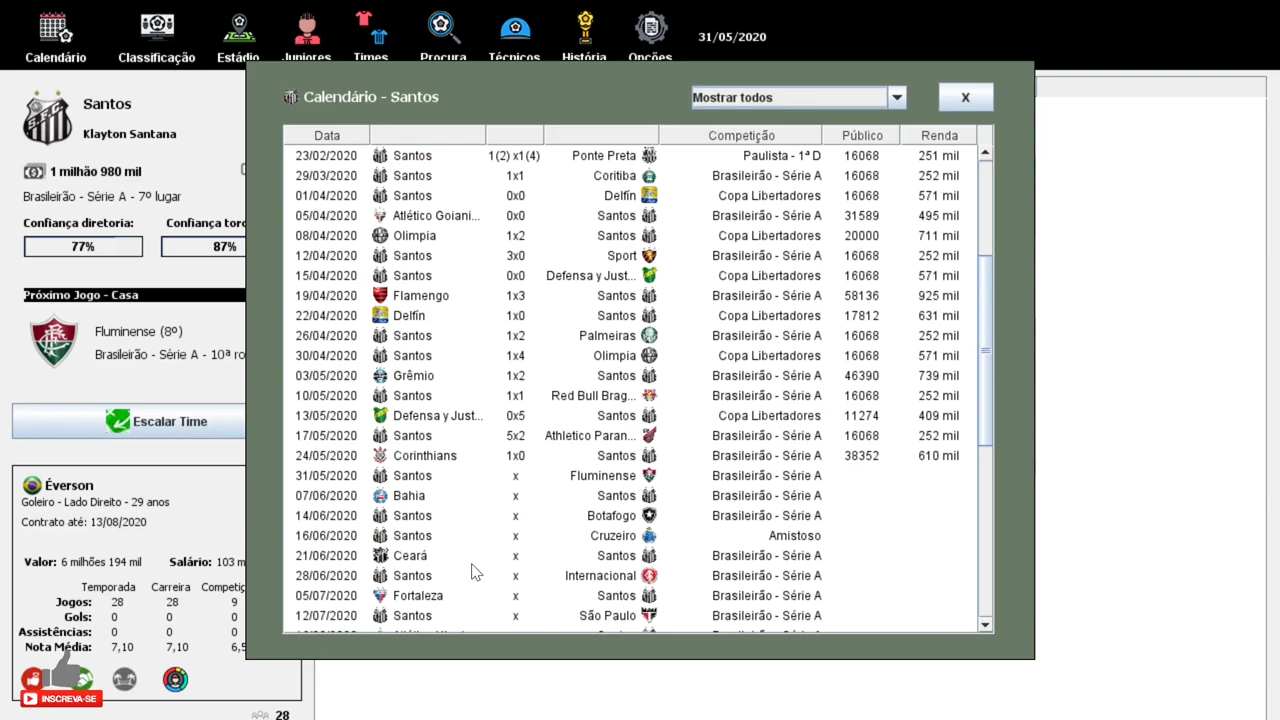 Calendário Classificação Estádio Juniores Times Procura Técnicos História Opções 31/05/2020
Santos
Klayton Santana
1 milhão 980 mil
Brasileirão - Série A - 7º lugar
Confiança diretoria: Confiança torc
77% 87%
Próximo Jogo - Casa
Fluminense (8º)
Brasileirão - Série A - 10ª ro
Escalar Time
Éverson
Goleiro - Lado Direito - 29 anos
Contrato até: 13/08/2020
Valor: 6 milhões 194 mil Salário: 103 m
Temporada Carreira Competiç
Jogos: 28 28 9
Gols: 0 0 0
Assistências: 0 0 0
Nota Média: 7,10 7,10 6,5
INSCREVA-SE
28
Calendário - Santos Mostrar todos X
Data Competição Público Renda
23/02/2020 Santos 1(2) x1(4) Ponte Preta Paulista - 1ª D 16068 251 mil
29/03/2020 Santos 1x1 Coritiba Brasileirão - Série A 16068 252 mil
01/04/2020 Santos 0x0 Delfín Copa Libertadores 16068 571 mil
05/04/2020 Atlético Goiani... 0x0 Santos Brasileirão - Série A 31589 495 mil
08/04/2020 Olimpia 1x2 Santos Copa Libertadores 20000 711 mil
12/04/2020 Santos 3x0 Sport Brasileirão - Série A 16068 252 mil
15/04/2020 Santos 0x0 Defensa y Just... Copa Libertadores 16068 571 mil
19/04/2020 Flamengo 1x3 Santos Brasileirão - Série A 58136 925 mil
22/04/2020 Delfín 1x0 Santos Copa Libertadores 17812 631 mil
26/04/2020 Santos 1x2 Palmeiras Brasileirão - Série A 16068 252 mil
30/04/2020 Santos 1x4 Olimpia Copa Libertadores 16068 571 mil
03/05/2020 Grêmio 1x2 Santos Brasileirão - Série A 46390 739 mil
10/05/2020 Santos 1x1 Red Bull Brag... Brasileirão - Série A 16068 252 mil
13/05/2020 Defensa y Just... 0x5 Santos Copa Libertadores 11274 409 mil
17/05/2020 Santos 5x2 Athletico Paran... Brasileirão - Série A 16068 252 mil
24/05/2020 Corinthians 1x0 Santos Brasileirão - Série A 38352 610 mil
31/05/2020 Santos x Fluminense Brasileirão - Série A
07/06/2020 Bahia x Santos Brasileirão - Série A
14/06/2020 Santos x Botafogo Brasileirão - Série A
16/06/2020 Santos x Cruzeiro Amistoso
21/06/2020 Ceará x Santos Brasileirão - Série A
28/06/2020 Santos x Internacional Brasileirão - Série A
05/07/2020 Fortaleza x Santos Brasileirão - Série A
12/07/2020 Santos x São Paulo Brasileirão - Série A